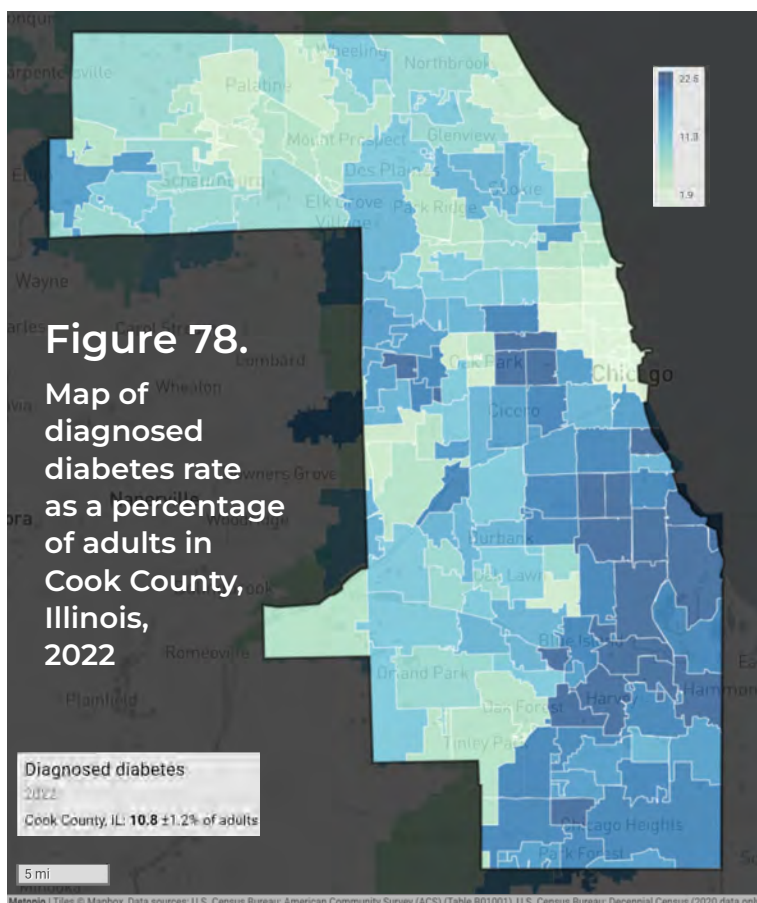 Wheeling
Northbrook
Palatine
Mount Prospect
Glenview
Des Plaines
Schaumburg
Skokie
Elk Grove
Village
Park Ridge
22.6
11.3
1.9
Wayne
Figure 78.
Map of
diagnosed
diabetes rate
as a percentage
of adults in
Cook County,
Illinois,
2022
Lombard
Wheaton
Oak Park
Chicago
Cicero
Naperville
Woodridge
Burbank
Oak Lawn
Romeoville
Blue Island
Orland Park
Plainfield
Harvey
Oak Forest
Tinley Park
Chicago Heights
Park Forest
Diagnosed diabetes
2022
Cook County, IL: 10.8 ±1.2% of adults
5 mi
Metopio | Tiles © Mapbox. Data sources: U.S. Census Bureau: American Community Survey (ACS) (Table B01001), U.S. Census Bureau: Decennial Census (2020 data only